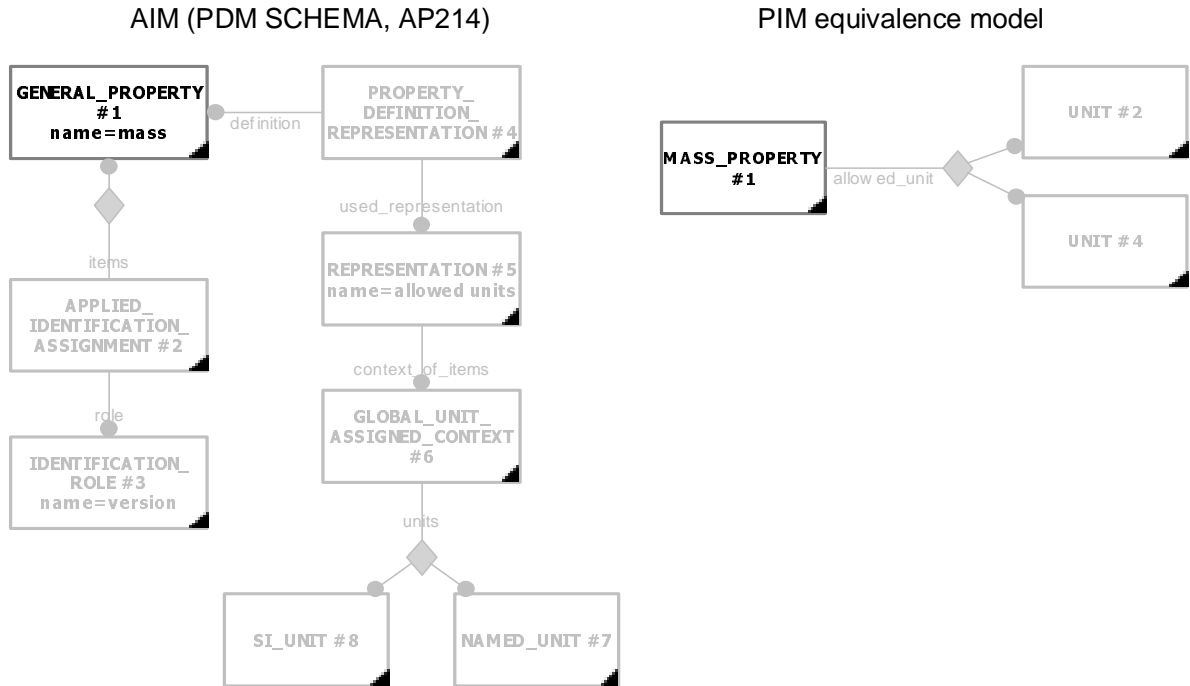 AIM (PDM SCHEMA, AP214)
GENERAL_PROPERTY
#1
name=mass
definition
PROPERTY_
DEFINITION_
REPRESENTATION #4
items
used_representation
APPLIED_
IDENTIFICATION_
ASSIGNMENT #2
REPRESENTATION #5
name=allowed units
role
context_of_items
IDENTIFICATION_
ROLE #3
name=version
GLOBAL_UNIT_
ASSIGNED_CONTEXT
#6
units
SI_UNIT #8
NAMED_UNIT #7
PIM equivalence model
MASS_PROPERTY
#1
allowed_unit
UNIT #2
UNIT #4